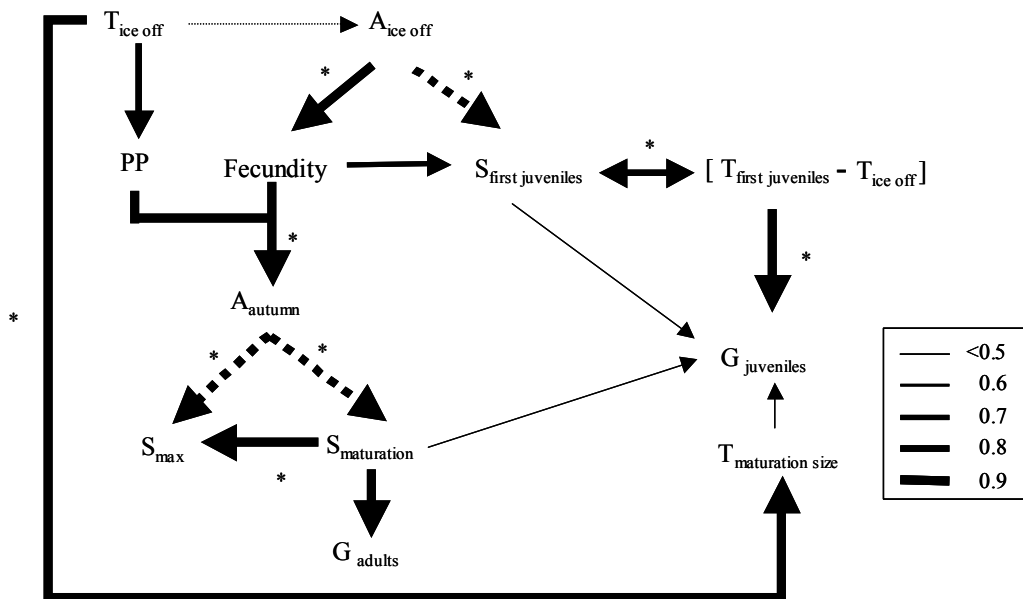 T ice off
A ice off
*
*
PP
Fecundity
S first juveniles
*
[ T first juveniles - T ice off ]
*
*
A autumn
*
*
*
G juveniles
<0.5
0.6
0.7
0.8
0.9
S max
S maturation
T maturation size
*
G adults